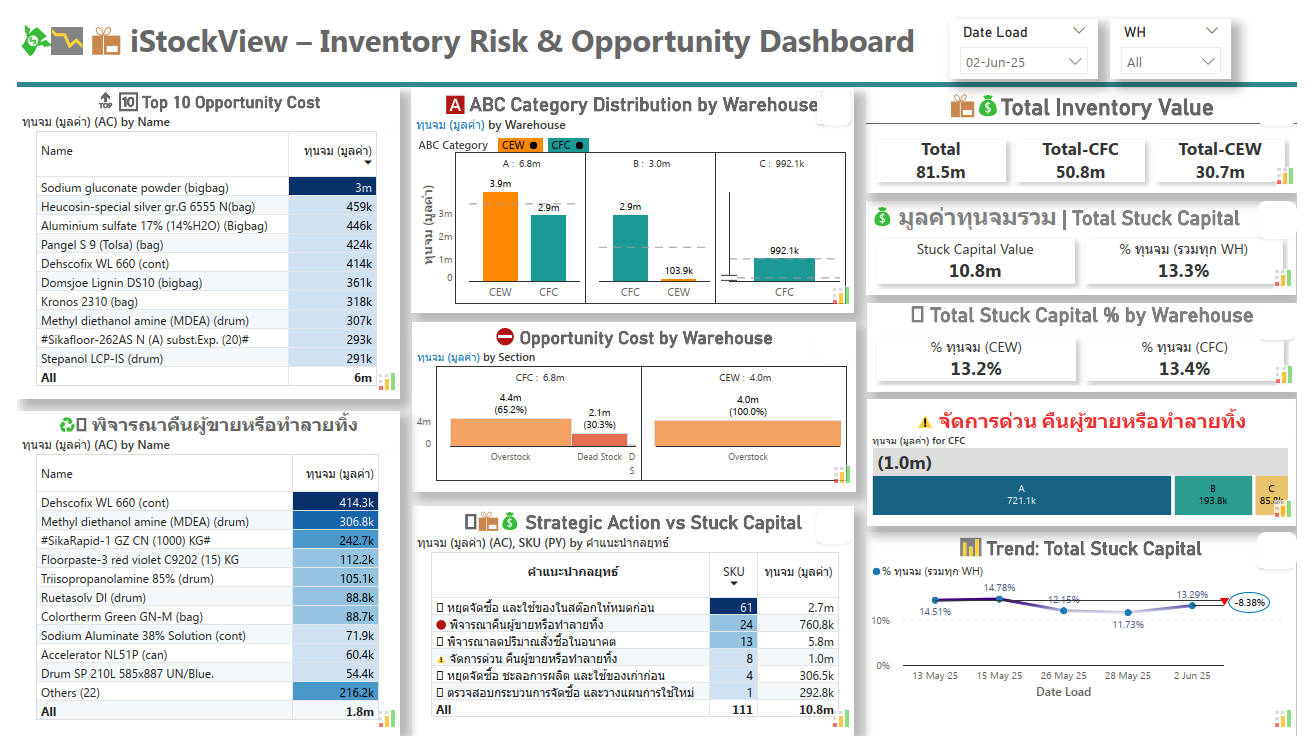 iStockView – Inventory Risk & Opportunity Dashboard
Date Load
02-Jun-25
WH
All
TOP 10 Top 10 Opportunity Cost
ทุนจม (มูลค่า) (AC) by Name
Name ทุนจม (มูลค่า)
Sodium gluconate powder (bigbag) 3m
Heucosin-special silver gr.G 6555 N(bag) 459k
Aluminium sulfate 17% (14%H2O) (Bigbag) 446k
Pangel S 9 (Tolsa) (bag) 424k
Dehscofix WL 660 (cont) 414k
Domsjoe Lignin DS10 (bigbag) 361k
Kronos 2310 (bag) 318k
Methyl diethanol amine (MDEA) (drum) 307k
#Sikafloor-262AS N (A) subst.Exp. (20)# 293k
Stepanol LCP-IS (drum) 291k
All 6m
พิจารณาคืนผู้ขายหรือทำลายทิ้ง
ทุนจม (มูลค่า) (AC) by Name
Name ทุนจม (มูลค่า)
Dehscofix WL 660 (cont) 414.3k
Methyl diethanol amine (MDEA) (drum) 306.8k
#SikaRapid-1 GZ CN (1000) KG# 242.7k
Floorpaste-3 red violet C9202 (15) KG 112.2k
Triisopropanolamine 85% (drum) 105.1k
Ruetasolv DI (drum) 88.8k
Colortherm Green GN-M (bag) 88.7k
Sodium Aluminate 38% Solution (cont) 71.9k
Accelerator NL51P (can) 60.4k
Drum SP 210L 585x887 UN/Blue. 54.4k
Others (22) 216.2k
All 1.8m
A ABC Category Distribution by Warehouse
ทุนจม (มูลค่า) by Warehouse
ABC Category CEW CFC
A : 6.8m B : 3.0m C : 992.1k
ทุนจม (มูลค่า)
3m
2m
1m
0
3.9m 2.9m 2.9m 103.9k 992.1k
CEW CFC CFC CEW CFC
Opportunity Cost by Warehouse
ทุนจม (มูลค่า) by Section
CFC : 6.8m CEW : 4.0m
4m
0
4.4m
(65.2%)
2.1m
(30.3%)
4.0m
(100.0%)
Overstock Dead Stock D
S
Overstock
Strategic Action vs Stuck Capital
ทุนจม (มูลค่า) (AC), SKU (PY) by คำแนะนำกลยุทธ์
คำแนะนำกลยุทธ์ SKU ทุนจม (มูลค่า)
หยุดจัดซื้อ และใช้ของในสต๊อกให้หมดก่อน 61 2.7m
พิจารณาคืนผู้ขายหรือทำลายทิ้ง 24 760.8k
พิจารณาลดปริมาณสั่งซื้อในอนาคต 13 5.8m
จัดการด่วน คืนผู้ขายหรือทำลายทิ้ง 8 1.0m
หยุดจัดซื้อ ชะลอการผลิต และใช้ของเก่าก่อน 4 306.5k
ตรวจสอบกระบวนการจัดซื้อ และวางแผนการใช้ใหม่ 1 292.8k
All 111 10.8m
Total Inventory Value
Total
81.5m
Total-CFC
50.8m
Total-CEW
30.7m
มูลค่าทุนจมรวม | Total Stuck Capital
Stuck Capital Value
10.8m
% ทุนจม (รวมทุก WH)
13.3%
Total Stuck Capital % by Warehouse
% ทุนจม (CEW)
13.2%
% ทุนจม (CFC)
13.4%
จัดการด่วน คืนผู้ขายหรือทำลายทิ้ง
ทุนจม (มูลค่า) for CFC
(1.0m)
A
721.1k
B
193.8k
C
Trend: Total Stuck Capital
% ทุนจม (รวมทุก WH)
10%
0%
14.51% 14.78% 12.15% 11.73% 13.29% -8.38%
13 May 25 15 May 25 26 May 25 28 May 25 2 Jun 25
Date Load